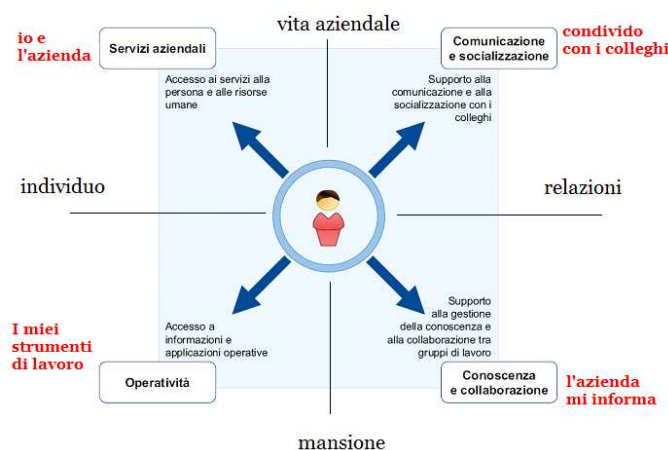 vita aziendale
io e
l'azienda
Servizi aziendali
Accesso ai servizi alla
persona e alle risorse
umane
Comunicazione
e socializzazione
condivido
con i colleghi
Supporto alla
comunicazione e alla
socializzazione con i
colleghi
individuo
relazioni
I miei
strumenti
di lavoro
Accesso a
informazioni e
applicazioni operative
Operatività
Supporto
alla gestione
della conoscenza e
alla collaborazione tra
gruppi di lavoro
Conoscenza
e collaborazione
l'azienda
mi informa
mansione